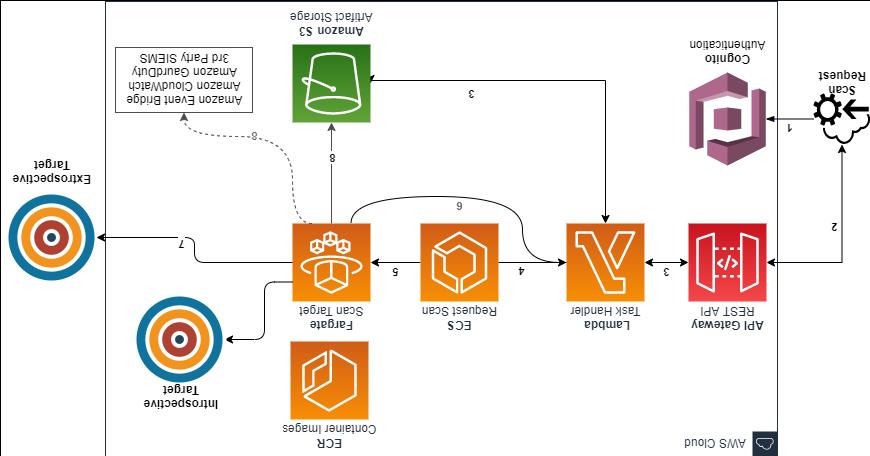 AWS Cloud
ECR
Container Images
Introspective
Target
API Gateway
REST API
Lambda
Task Handler
ECS
Request Scan
Fargate
Scan Target
3
4
5
7
2
6
Extrospective
Target
8
8
1
Scan
Request
Cognito
Authentication
3
Amazon Event Bridge
Amazon CloudWatch
Amazon GaurdDuty
3rd Party SIEMS
Amazon S3
Artifact Storage